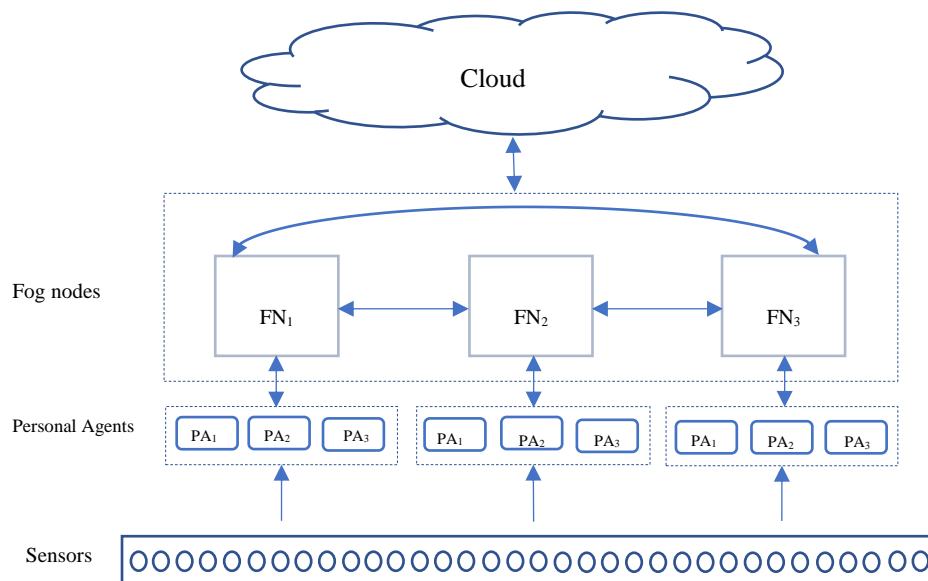 Cloud
Fog nodes
FN₁ FN₂ FN₃
Personal Agents
PA₁ PA₂ PA₃ PA₁ PA₂ PA₃ PA₁ PA₂ PA₃
Sensors